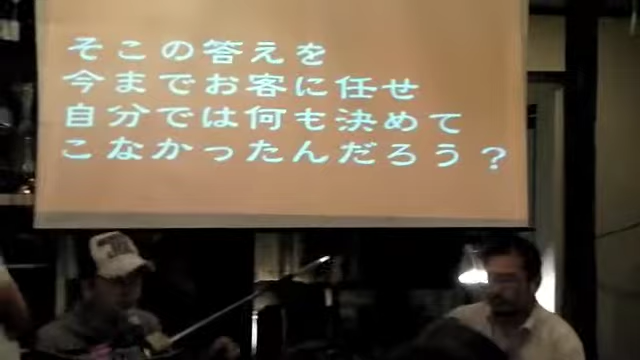 そこの答えを
今までお客に任せ
自分では何も決めて
こなかったんだろう？